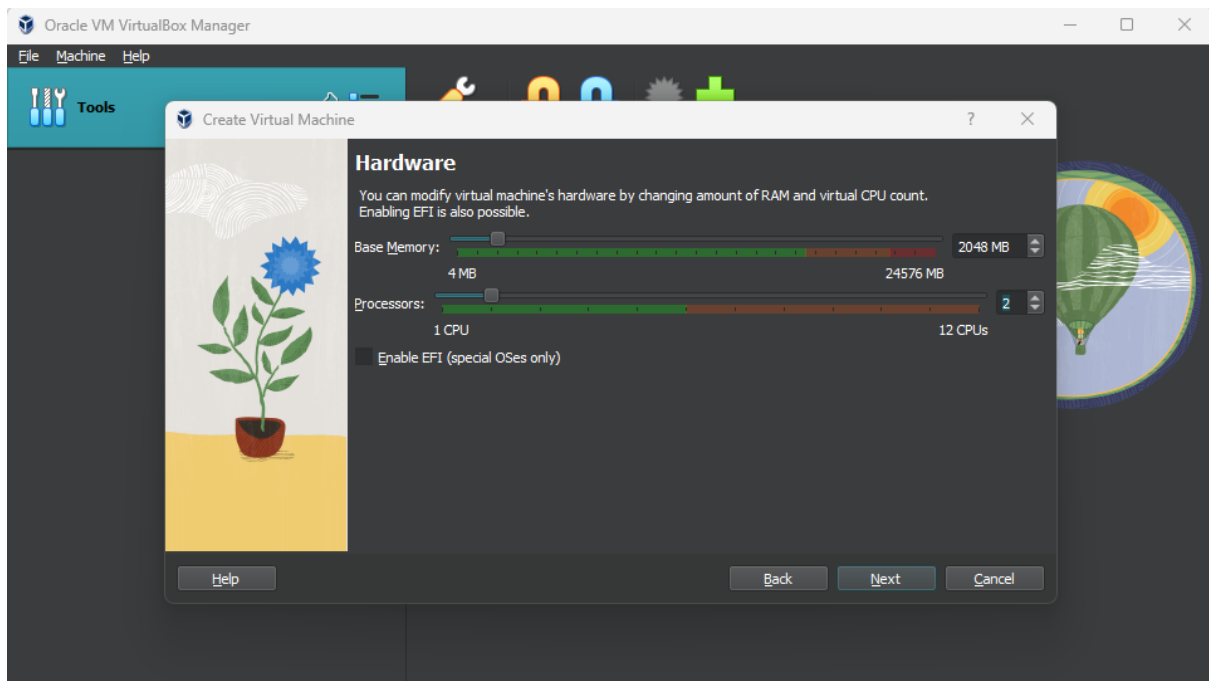 Oracle VM VirtualBox Manager
File Machine Help
Tools
Create Virtual Machine
?
Hardware
You can modify virtual machine's hardware by changing amount of RAM and virtual CPU count.
Enabling EFI is also possible.
Base Memory: 2048 MB
4 MB 24576 MB
Processors: 2
1 CPU 12 CPUs
Enable EFI (special OSes only)
Help Back Next Cancel